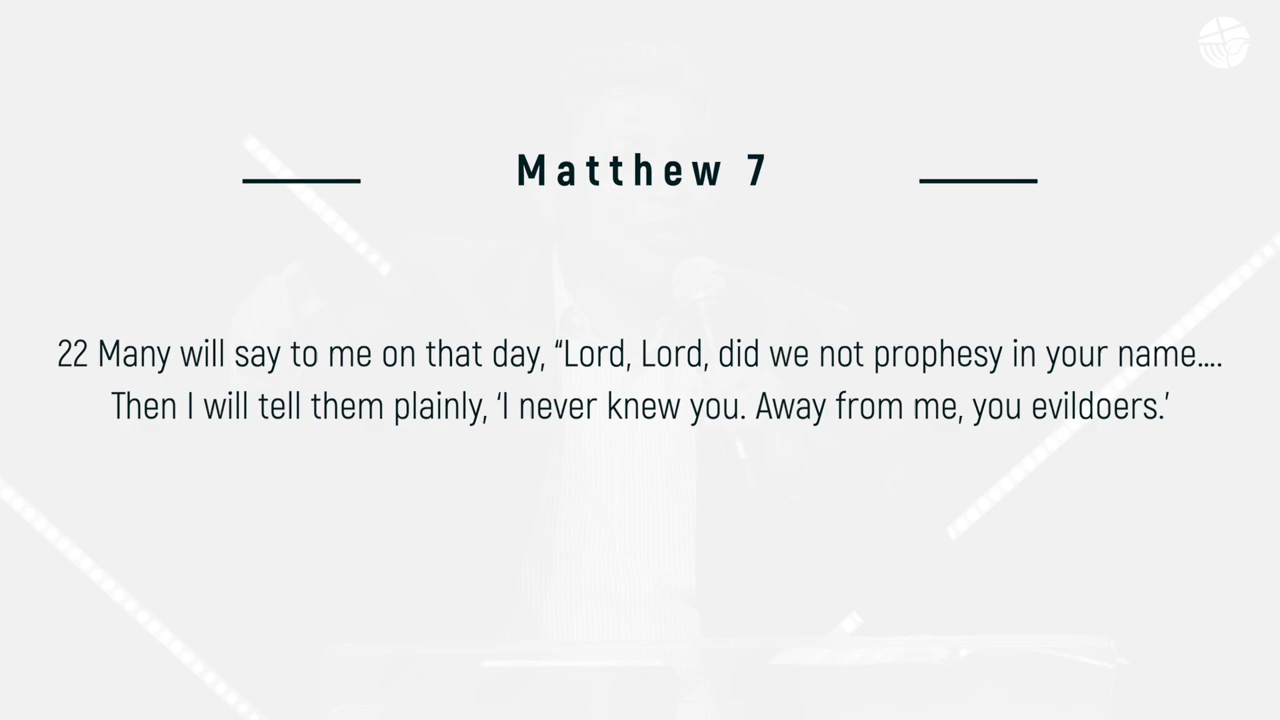 Matthew 7
22 Many will say to me on that day, “Lord, Lord, did we not prophesy in your name....
Then I will tell them plainly, ‘I never knew you. Away from me, you evildoers.’